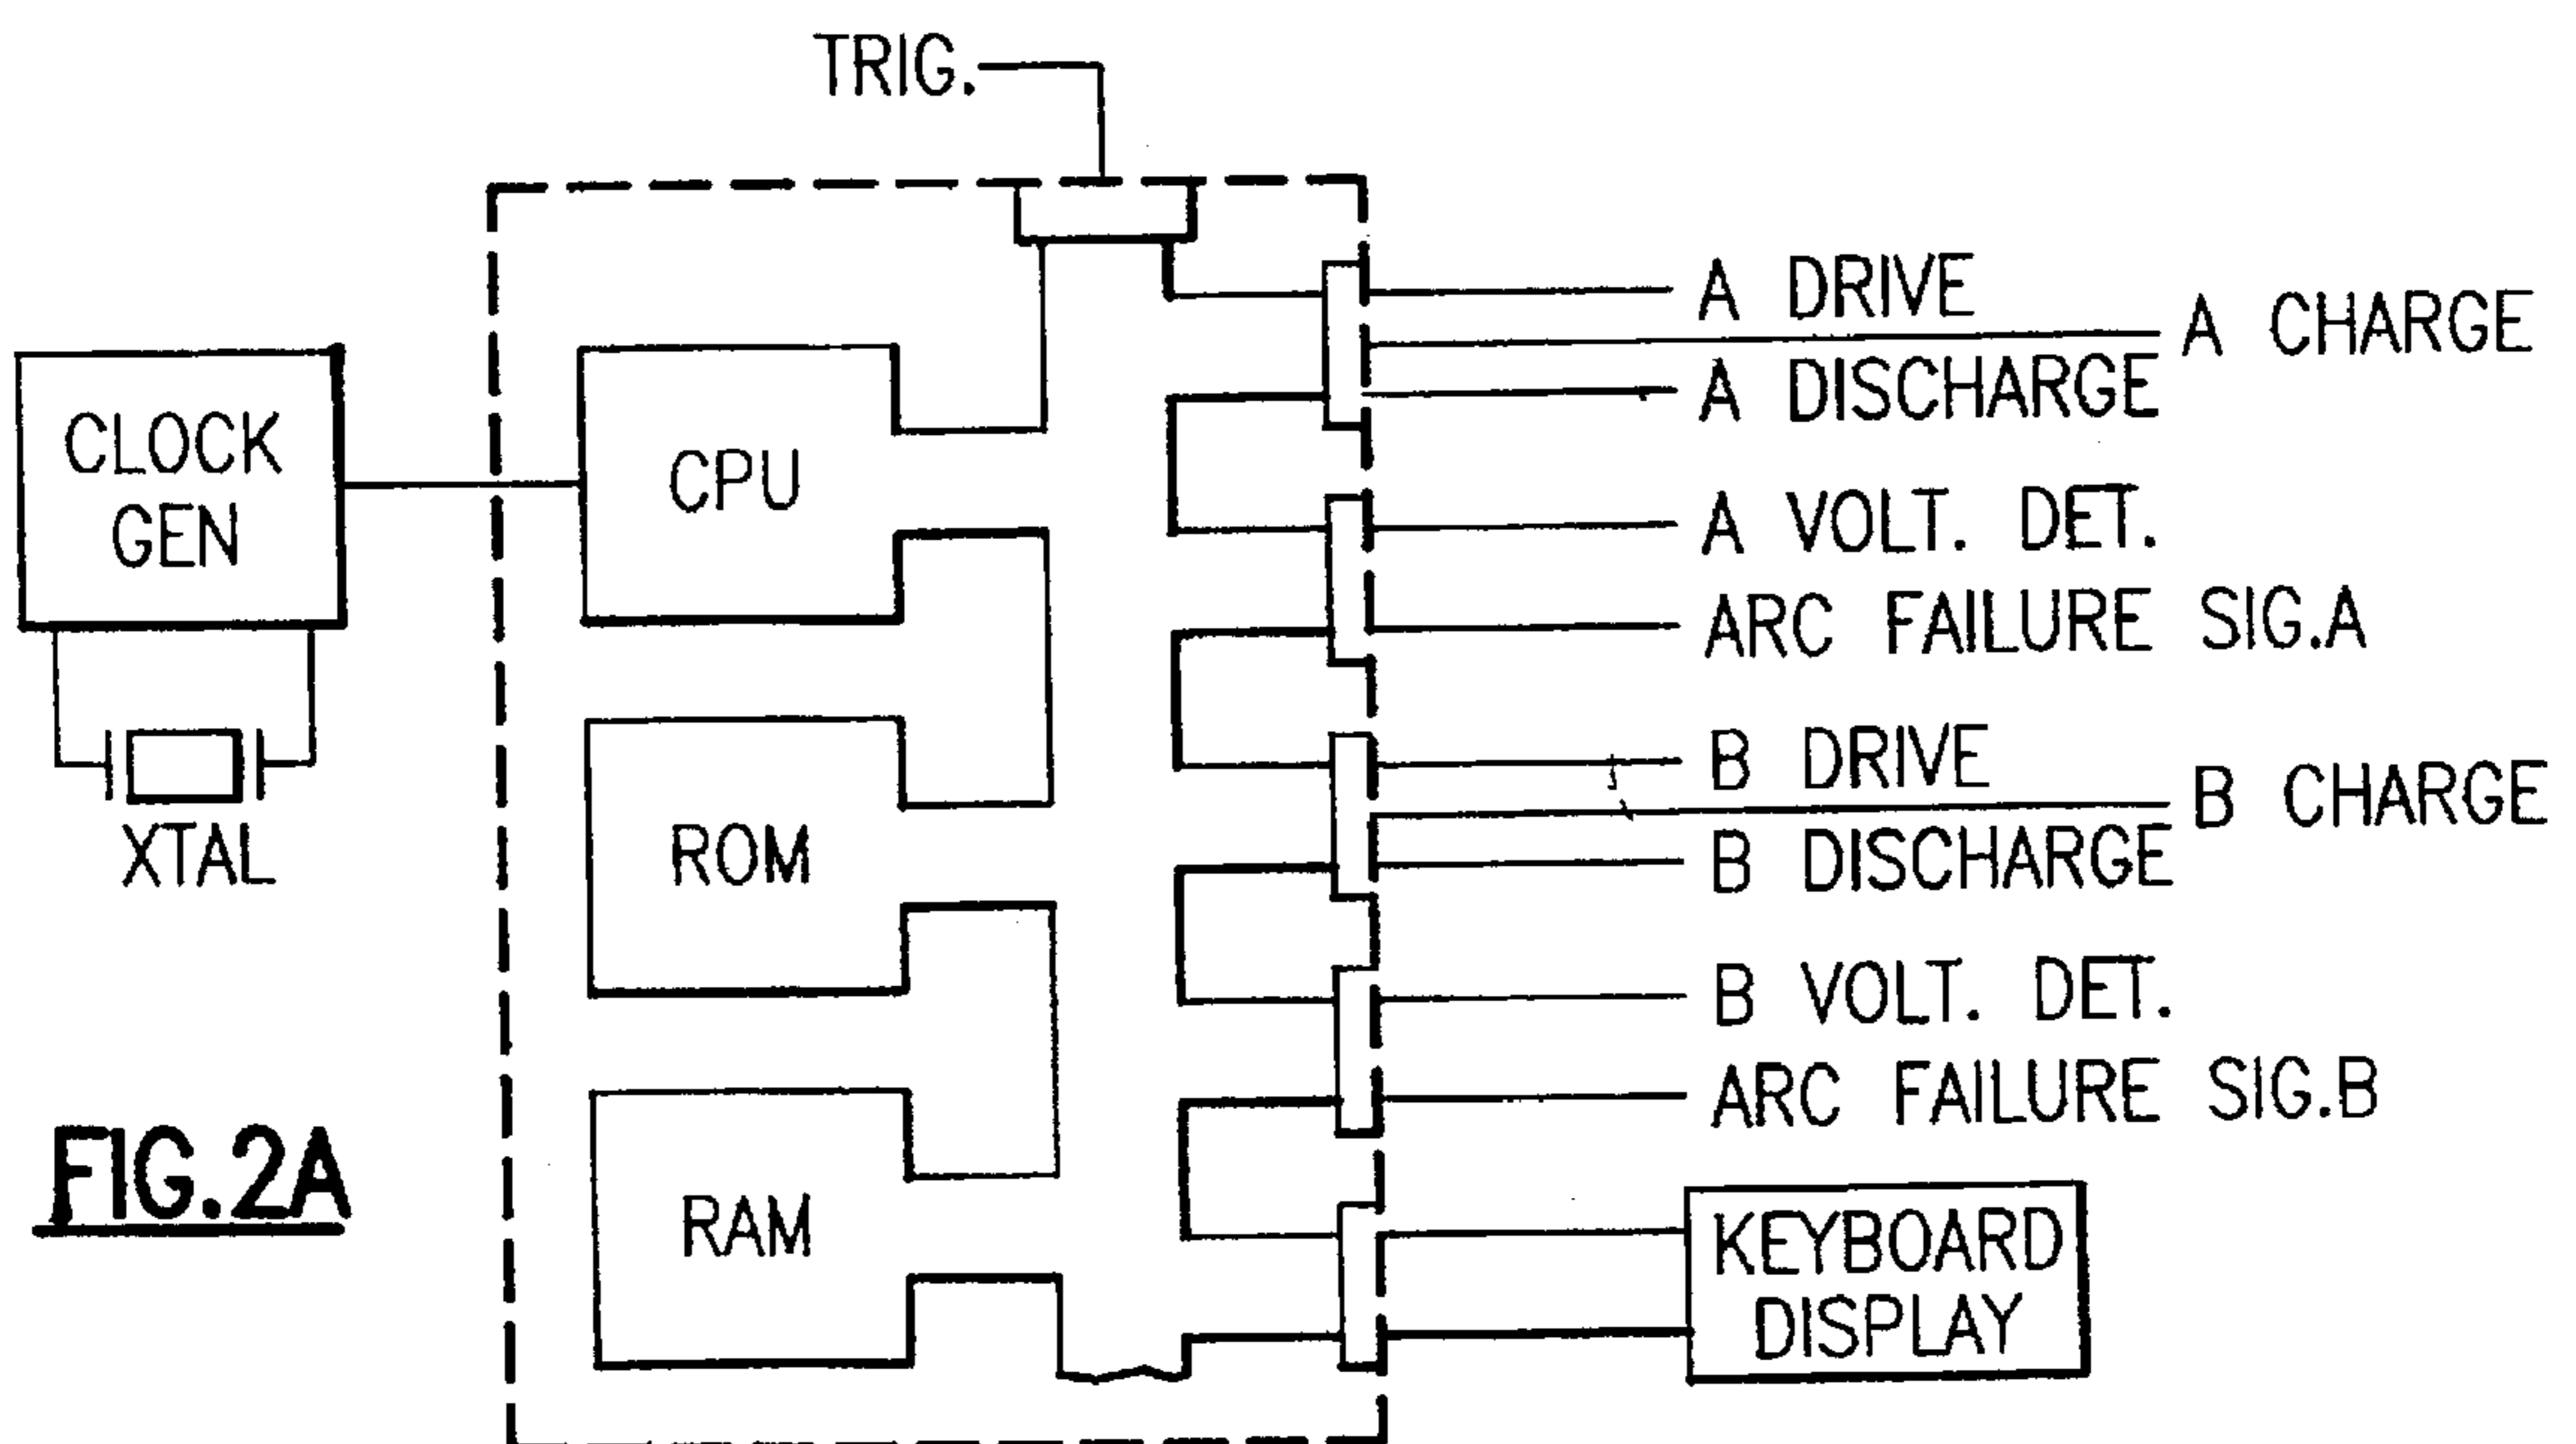 TRIG.
A DRIVE
A CHARGE
A DISCHARGE
CLOCK
GEN
CPU
A VOLT. DET.
ARC FAILURE SIG.A
XTAL
ROM
B DRIVE
B CHARGE
B DISCHARGE
B VOLT. DET.
ARC FAILURE SIG.B
FIG.2A
RAM
KEYBOARD
DISPLAY